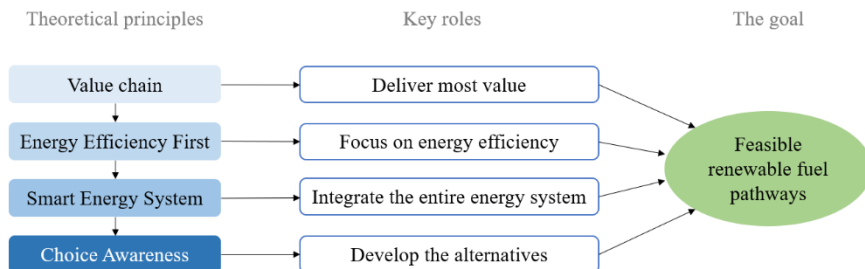 Theoretical principles
Key roles
The goal
Value chain
Deliver most value
Energy Efficiency First
Focus on energy efficiency
Smart Energy System
Integrate the entire energy system
Choice Awareness
Develop the alternatives
Feasible
renewable fuel
pathways